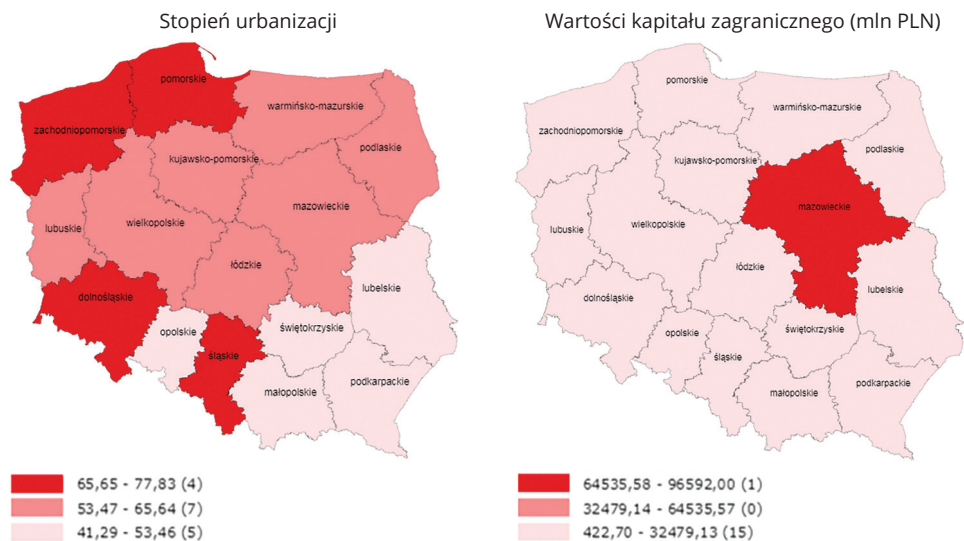 Stopień urbanizacji
pomorskie
warmińsko-mazurskie
zachodniopomorskie
podlaskie
kujawsko-pomorskie
mazowieckie
wielkopolskie
lubuskie
łódzkie
lubelskie
dolnośląskie
opolskie
świętokrzyskie
śląskie
małopolskie
podkarpackie
65,65 - 77,83 (4)
53,47 - 65,64 (7)
41,29 - 53,46 (5)
Wartości kapitału zagranicznego (mln PLN)
pomorskie
warmińsko-mazurskie
zachodniopomorskie
podlaskie
kujawsko-pomorskie
mazowieckie
wielkopolskie
lubuskie
łódzkie
lubelskie
dolnośląskie
opolskie
świętokrzyskie
śląskie
małopolskie
podkarpackie
64535,58 - 96592,00 (1)
32479,14 - 64535,57 (0)
422,70 - 32479,13 (15)